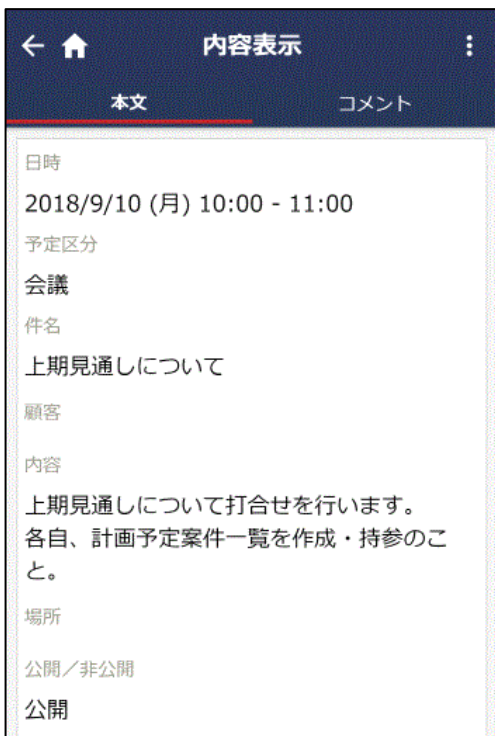 内容表示
本文 コメント
日時
2018/9/10 (月) 10:00 - 11:00
予定区分
会議
件名
上期見通しについて
顧客
内容
上期見通しについて打合せを行います。
各自、計画予定案件一覧を作成・持参のこ
と。
場所
公開／非公開
公開